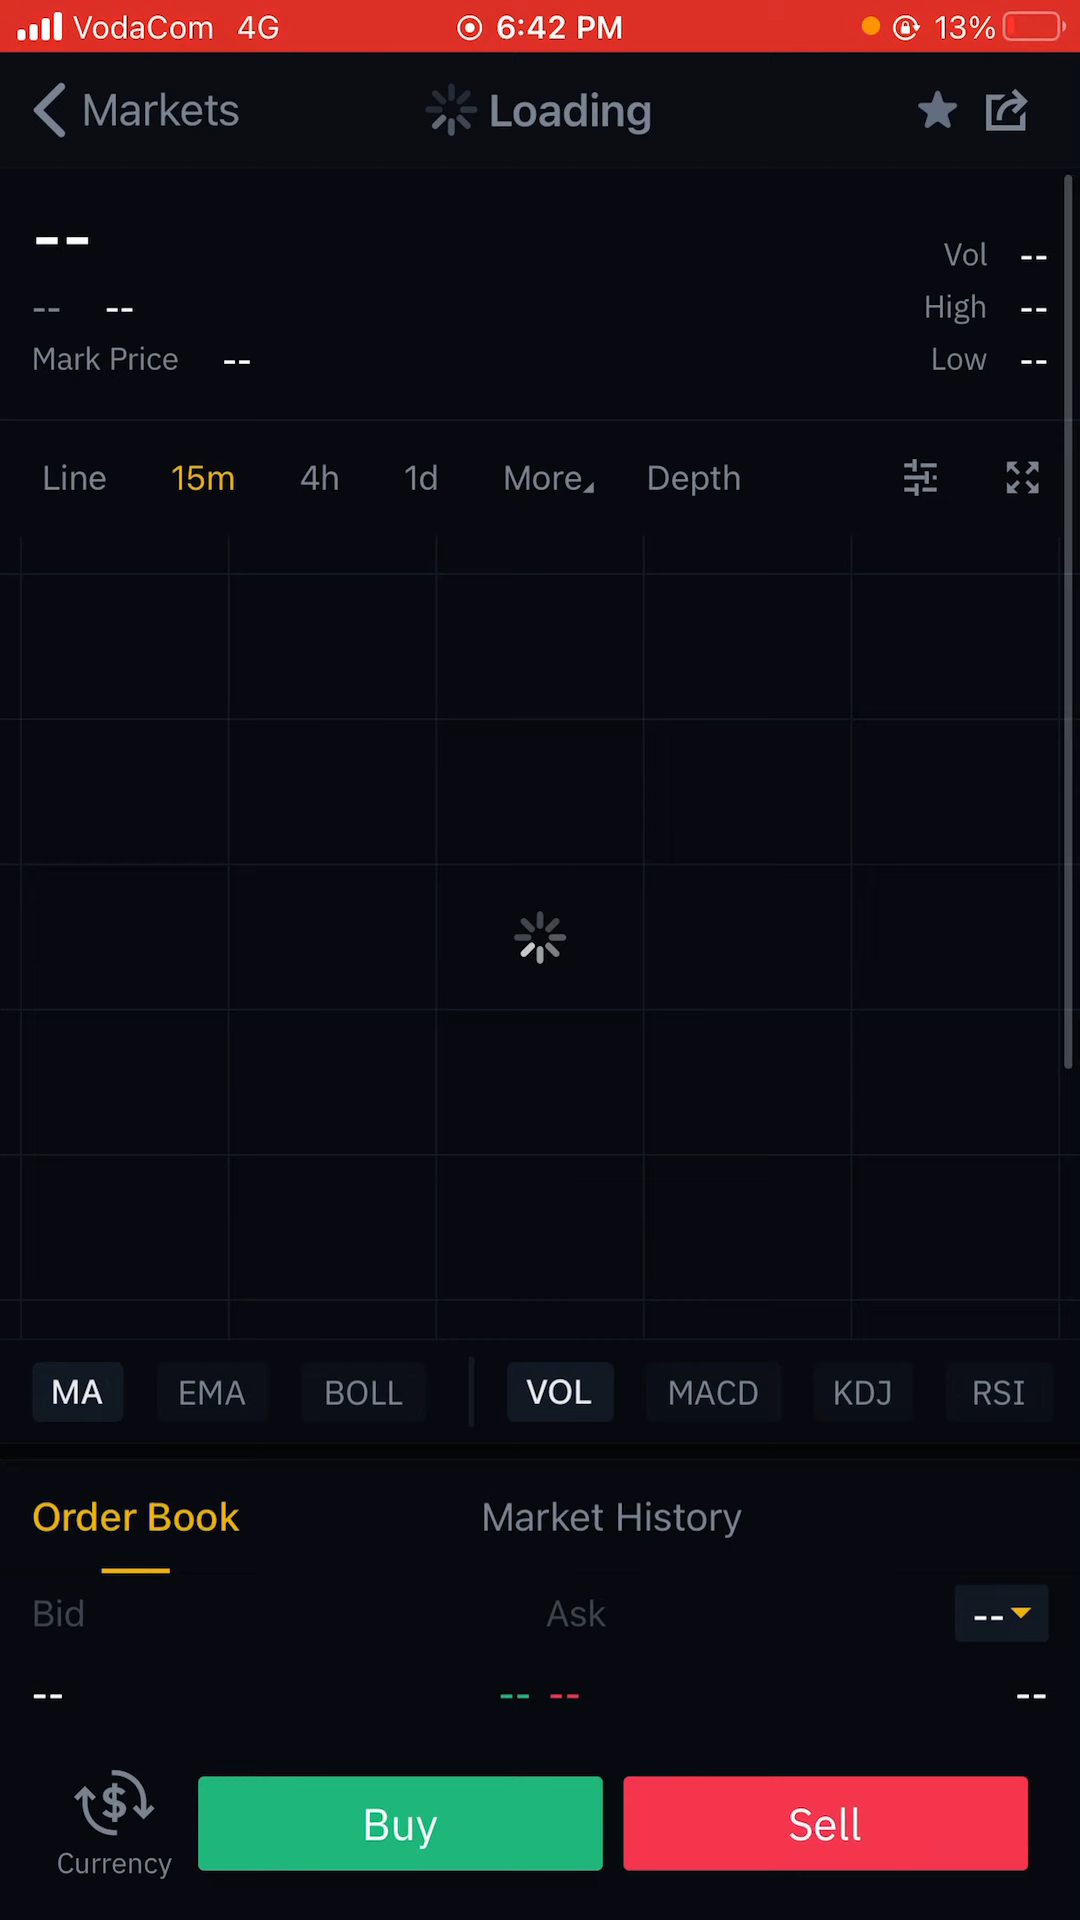 VodaCom 4G 6:42 PM 13%
Markets Loading
--
Vol --
-- -- High --
Mark Price -- Low --
Line 15m 4h 1d More Depth
MA EMA BOLL VOL MACD KDJ RSI
Order Book Market History
Bid Ask --
-- -- -- --
$
Currency Buy Sell